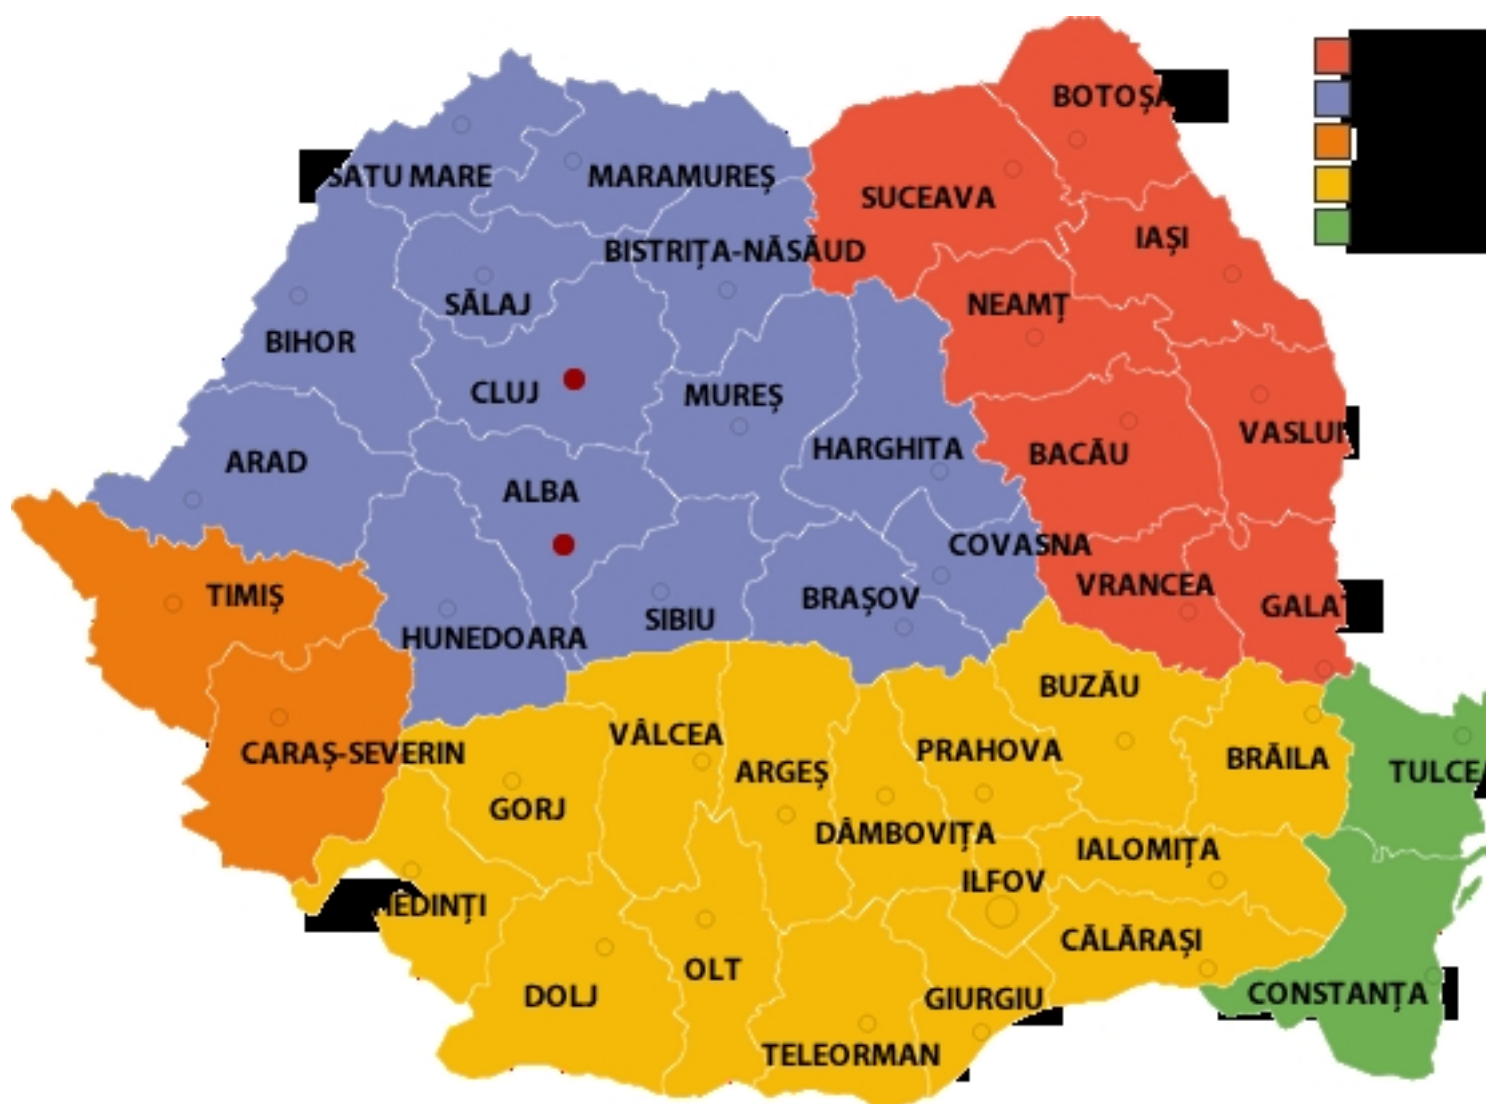 BOTOȘA
SATU MARE
MARAMUREȘ
SUCEAVA
IAȘI
BISTRIȚA-NĂSĂUD
SĂLAJ
NEAMȚ
BIHOR
CLUJ
MUREȘ
VASLUI
HARGHITA
BACĂU
ARAD
ALBA
COVASNA
VRANCEA
TIMIȘ
BRAȘOV
GALAȚ
SIBIU
HUNEDOARA
BUZĂU
VÂLCEA
PRAHOVA
CARAȘ-SEVERIN
ARGEȘ
BRĂILA
TULCEA
GORJ
DÂMBOVIȚA
IALOMIȚA
ILFOV
MEDINȚI
CĂLĂRAȘI
OLT
DOLJ
GIURGIU
CONSTANȚA
TELEORMAN